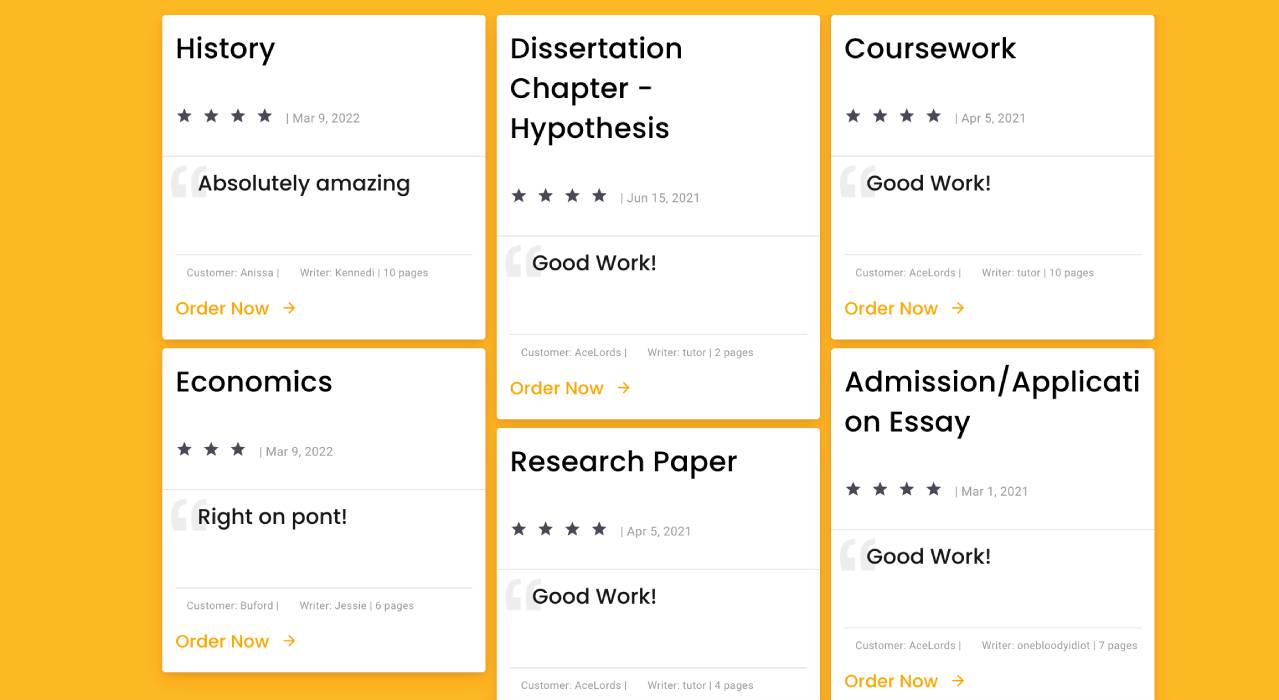 History
| Mar 9, 2022
Absolutely amazing
Customer: Anissa |
Writer: Kennedi | 10 pages
Order Now
Economics
| Mar 9, 2022
Right on pont!
Customer: Buford |
Writer: Jessie | 6 pages
Order Now
Dissertation
Chapter -
Hypothesis
| Jun 15, 2021
Good Work!
Customer: AceLords |
Writer: tutor | 2 pages
Order Now
Research Paper
| Apr 5, 2021
Good Work!
Customer: AceLords |
Writer: tutor | 4 pages
Coursework
| Apr 5, 2021
Good Work!
Customer: AceLords |
Writer: tutor | 10 pages
Order Now
Admission/Applicati
on Essay
| Mar 1, 2021
Good Work!
Customer: AceLords |
Writer: onebloodyidiot | 7 pages
Order Now